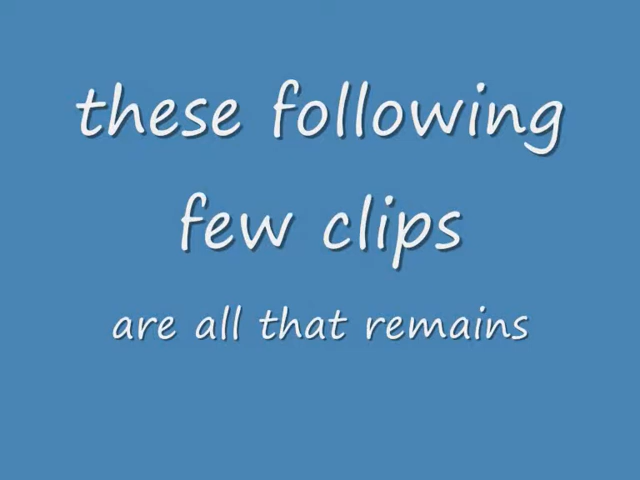 these following
few clips
are all that remains